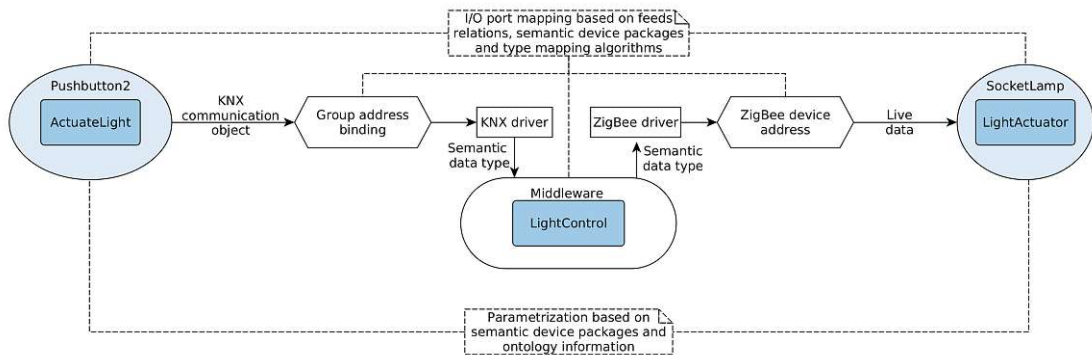 I/O port mapping based on feeds
relations, semantic device packages
and type mapping algorithms
Pushbutton2
ActuateLight
KNX
communication
object
Group address
binding
KNX driver
Semantic
data type
ZigBee driver
Semantic
data type
ZigBee device
address
Live
data
SocketLamp
LightActuator
Middleware
LightControl
Parametrization based on
semantic device packages and
ontology information